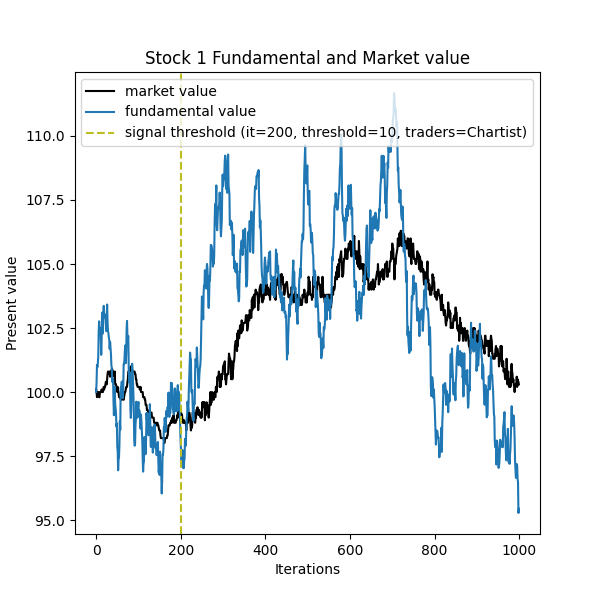 Stock 1 Fundamental and Market value
market value
fundamental value
signal threshold (it=200, threshold=10, traders=Chartist)
110.0
107.5
105.0
102.5
100.0
97.5
95.0
Present value
0 200 400 600 800 1000
Iterations